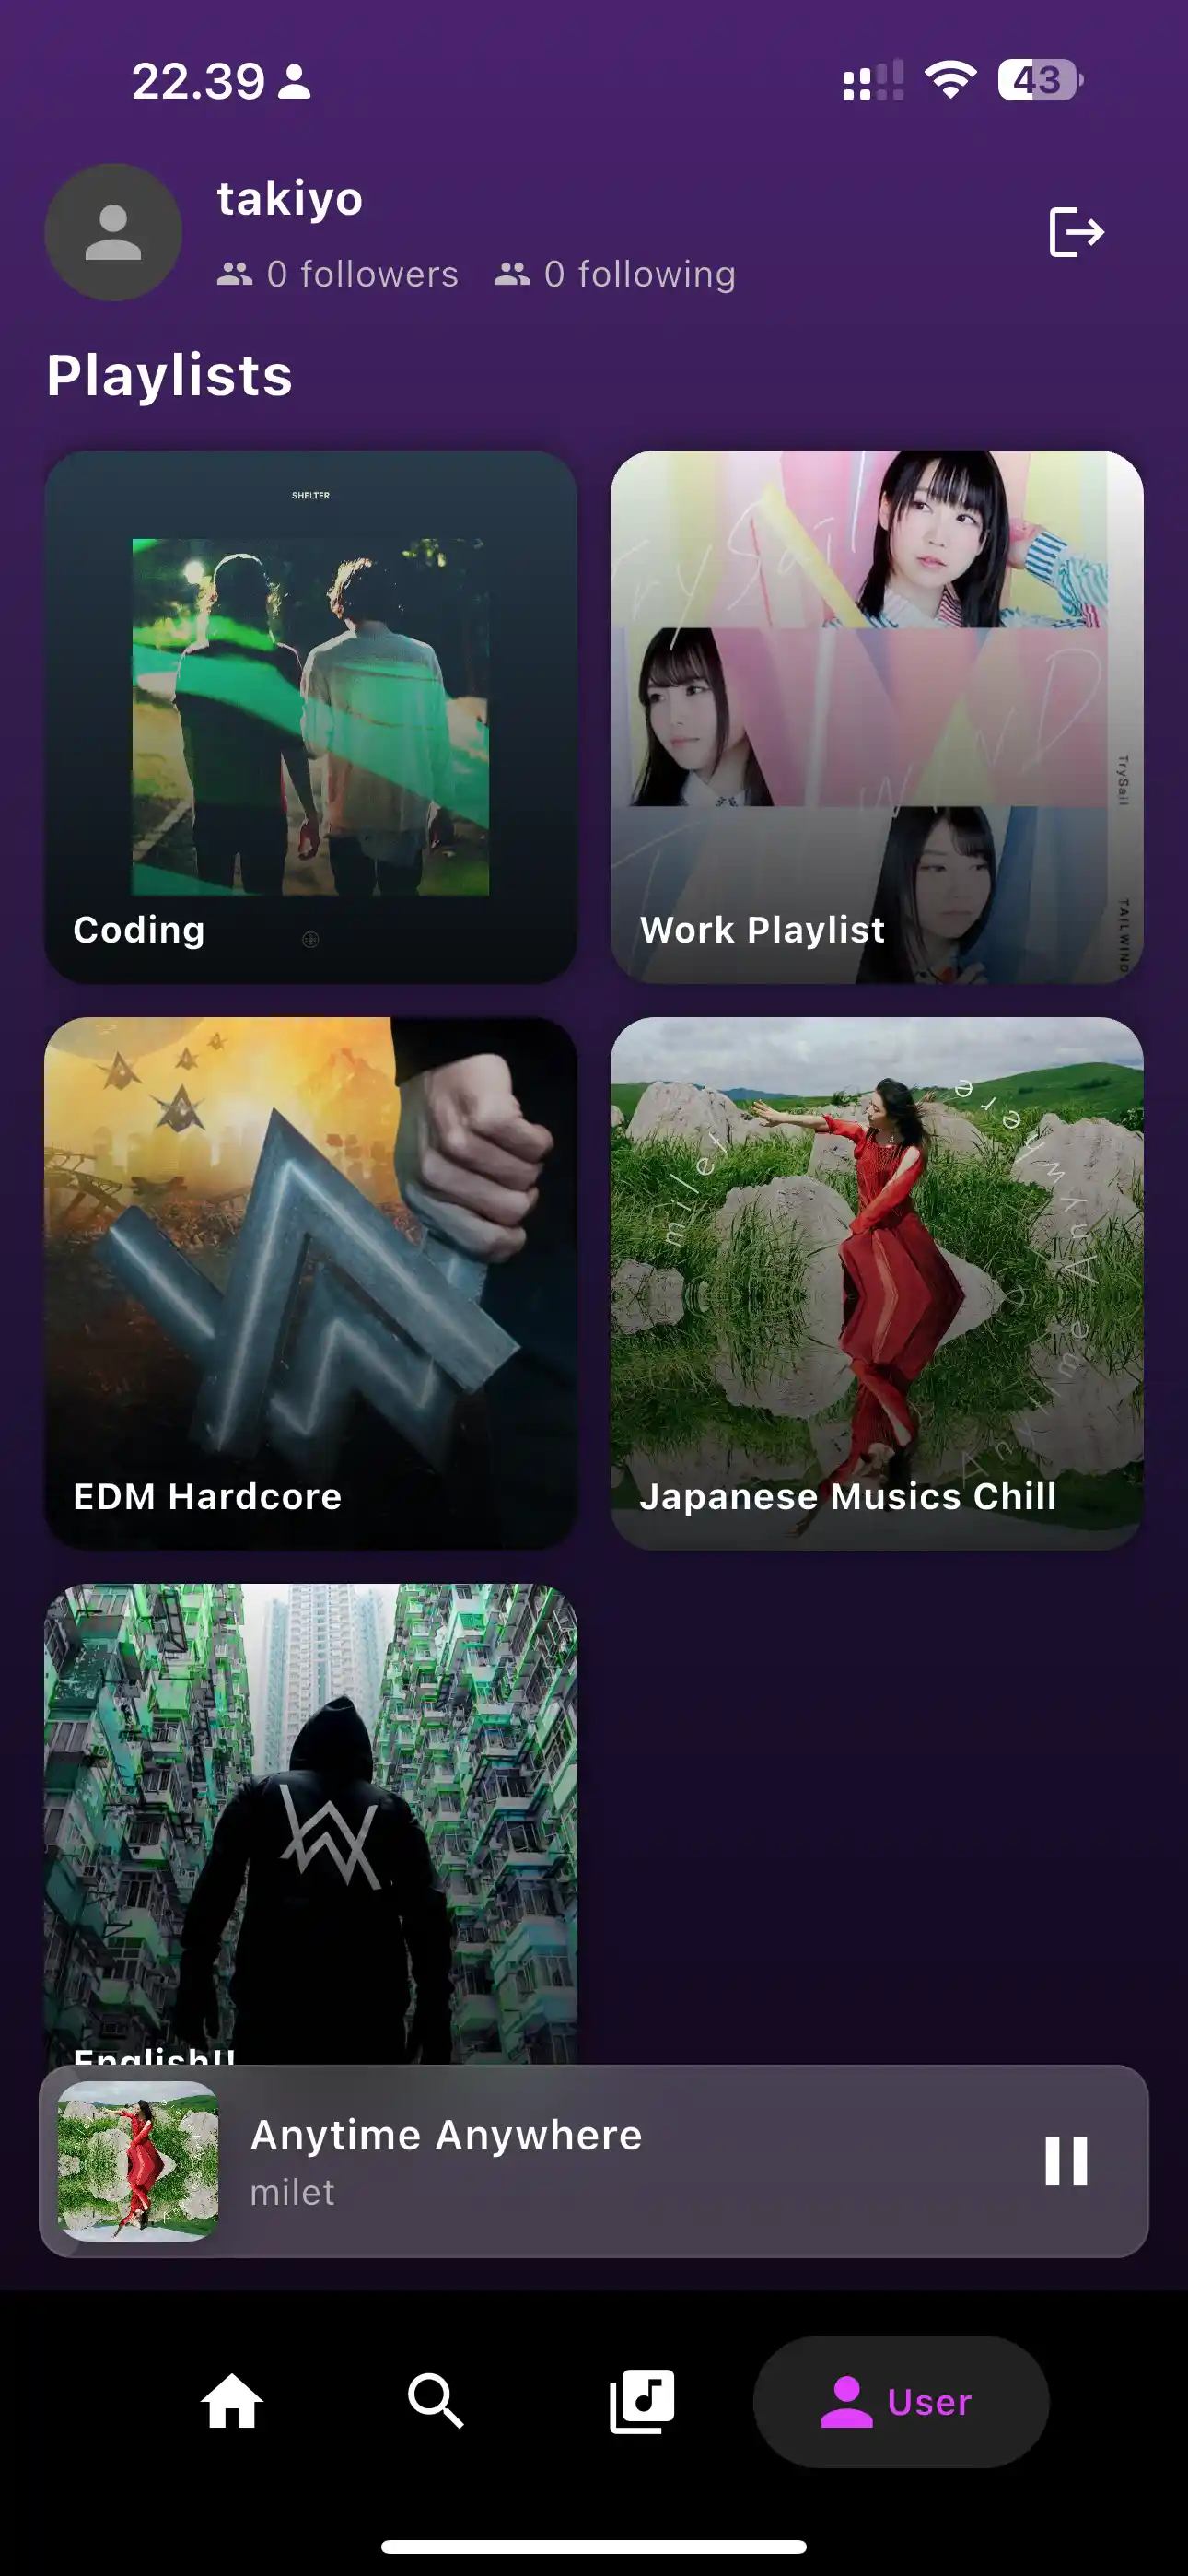 22.39
43
takiyo
0 followers 0 following
Playlists
SHELTER
Coding
TrySail
TAILWIND
Work Playlist
EDM Hardcore
milet
Anytime Anywhere
Japanese Musics Chill
English!!
Anytime Anywhere
milet
User